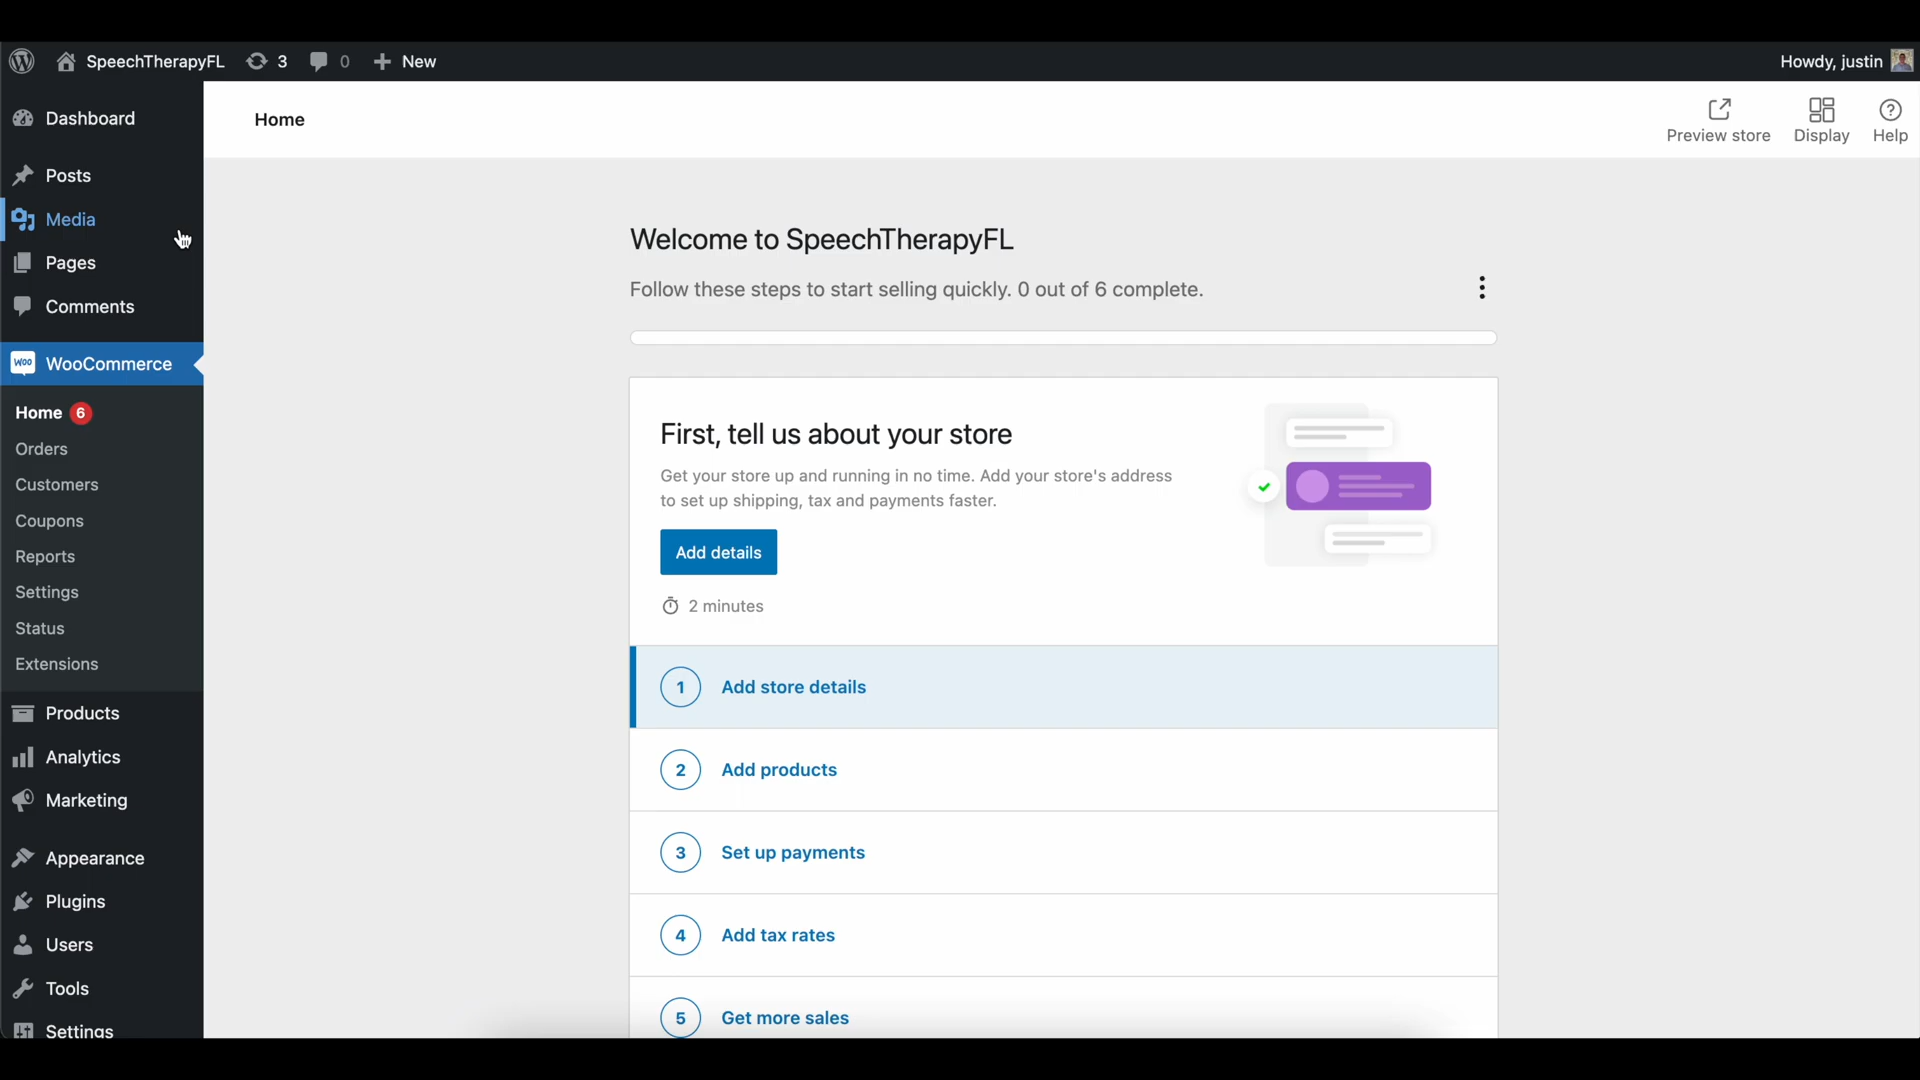 SpeechTherapyFL 3 0 New Howdy, justin
Dashboard
Posts
Media
Pages
Comments
WOO WooCommerce
Home 6
Orders
Customers
Coupons
Reports
Settings
Status
Extensions
Products
Analytics
Marketing
Appearance
Plugins
Users
Tools
Settings
Home
Preview store
Display
Help
Welcome to SpeechTherapyFL
Follow these steps to start selling quickly. 0 out of 6 complete.
First, tell us about your store
Get your store up and running in no time. Add your store's address
to set up shipping, tax and payments faster.
Add details
2 minutes
1 Add store details
2 Add products
3 Set up payments
4 Add tax rates
5 Get more sales